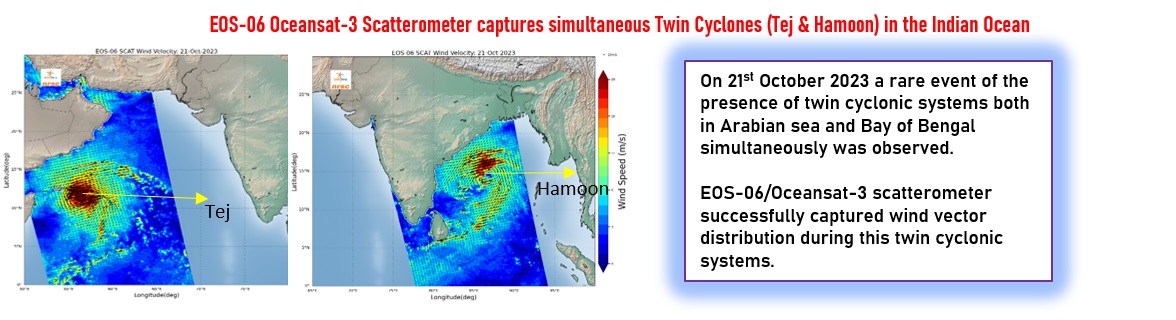 EOS-06 Oceansat-3 Scatterometer captures simultaneous Twin Cyclones (Tej & Hamoon) in the Indian Ocean
EOS-06 SCAT Wind Velocity: 21-Oct-2023
Latitude(deg)
Longitude(deg)
Tej
EOS 06 SCAT Wind Velocity: 21 Oct 2023
Latitude(deg)
Longitude(deg)
Hamoon
Wind Speed (m/s)
On 21st October 2023 a rare event of the
presence of twin cyclonic systems both
in Arabian sea and Bay of Bengal
simultaneously was observed.
EOS-06/Oceansat-3 scatterometer
successfully captured wind vector
distribution during this twin cyclonic
systems.